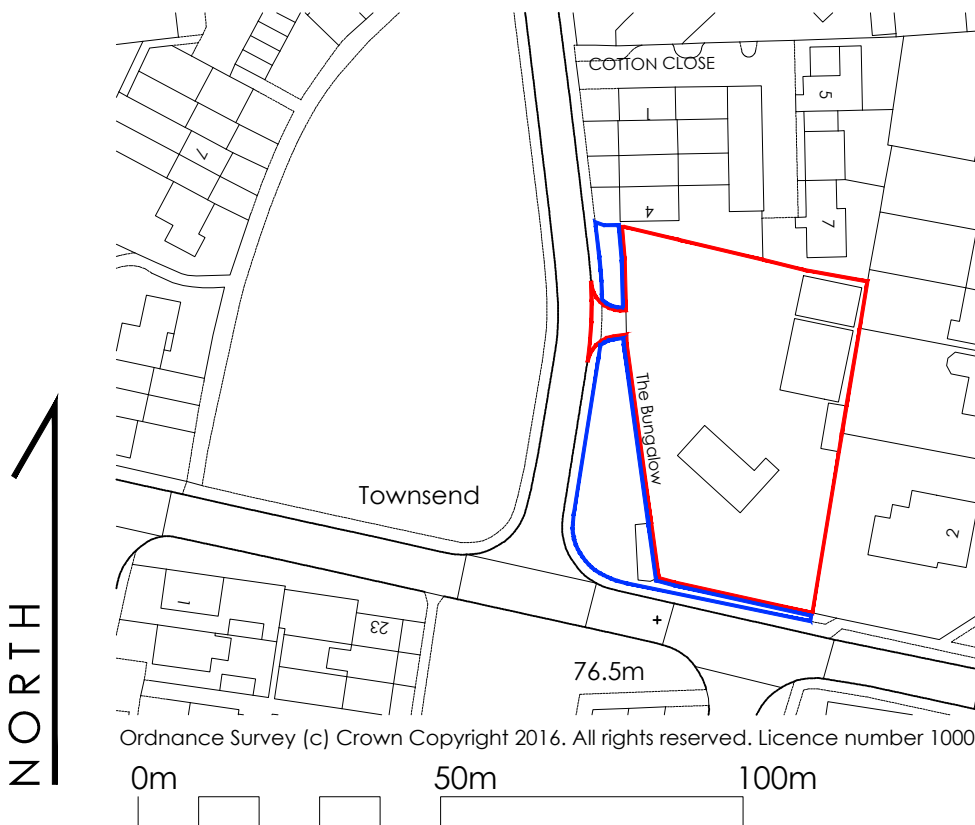 COTTON CLOSE
5
1
7
4
7
The Bungalow
Townsend
2
1
23
+
76.5m
NORTH
Ordnance Survey (c) Crown Copyright 2016. All rights reserved. Licence number 1000
0m 50m 100m